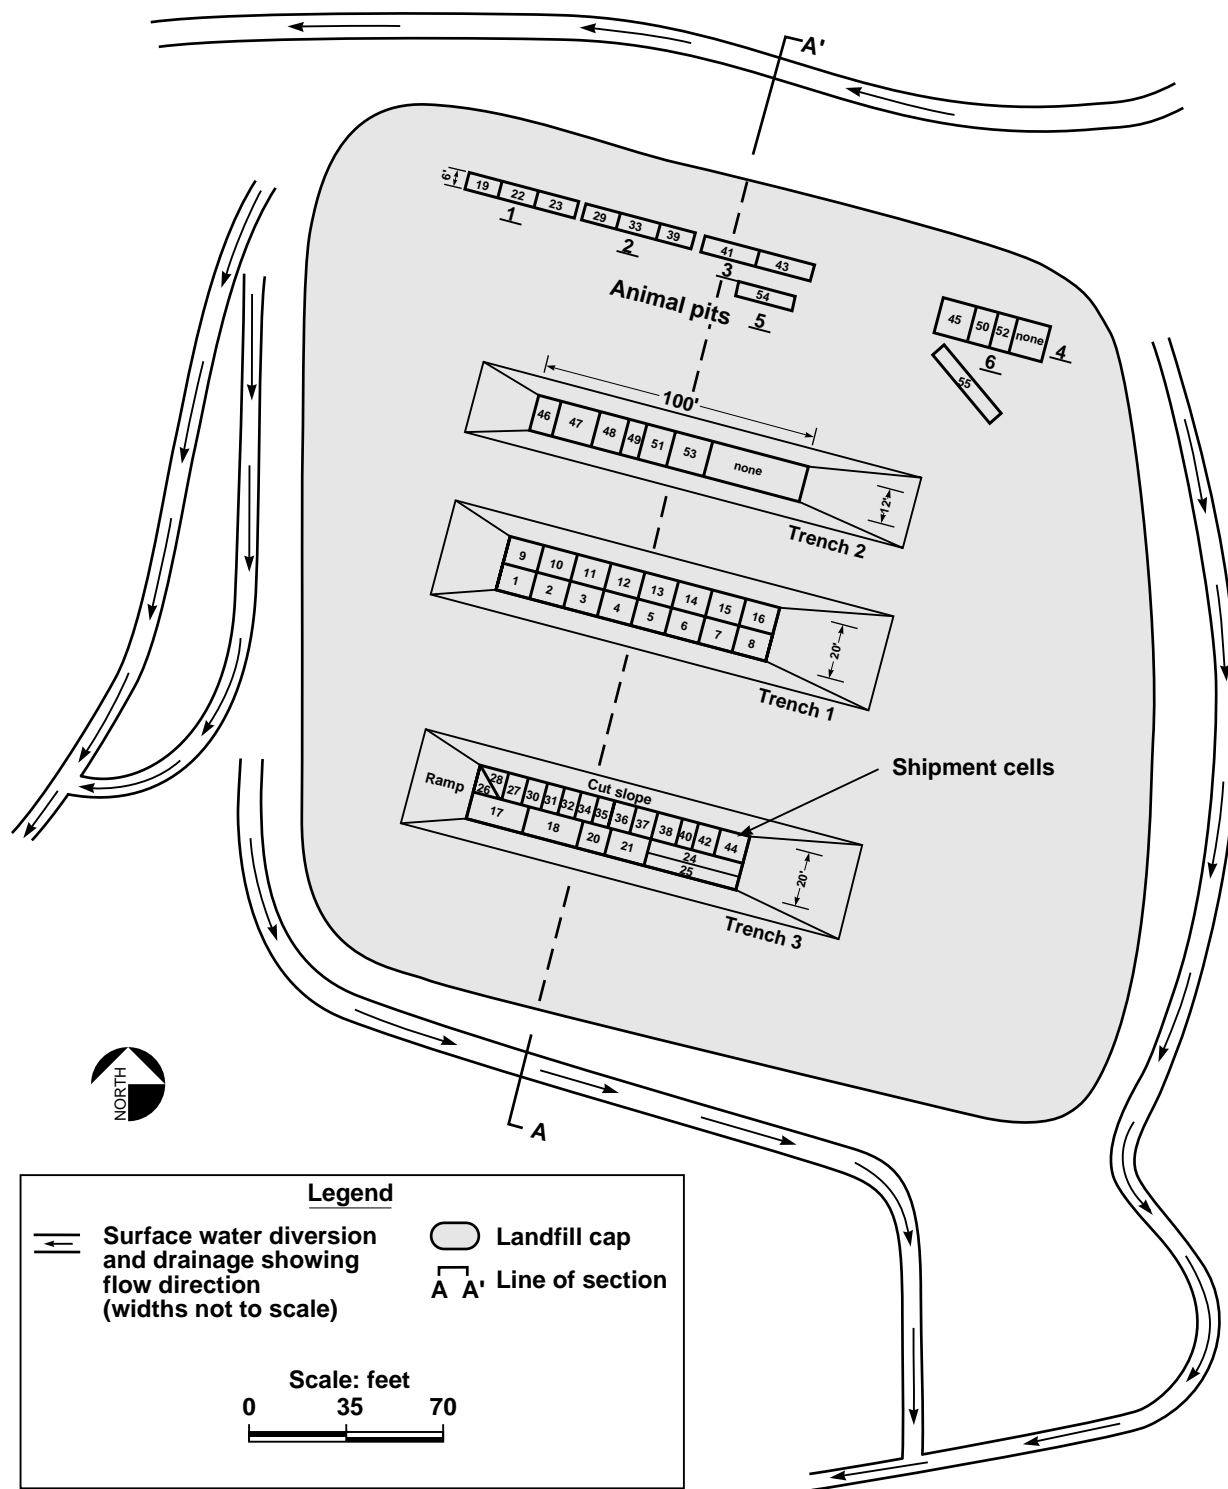 A'
6'
19 22 23
1
29 33 39
2
41 43
3
54
5
Animal pits
45 50 52 none
4
6
55
100'
46 47 48 49 51 53 none
12'
Trench 2
9 10 11 12 13 14 15 16
1 2 3 4 5 6 7 8
20'
Trench 1
Shipment cells
Ramp
Cut slope
26 28 27 30 31 32 34 35 36 37 38 40 42 44
17 18 20 21 24
25
20'
Trench 3
NORTH
A
Legend
Surface water diversion
and drainage showing
flow direction
(widths not to scale)
Landfill cap
A A' Line of section
Scale: feet
0 35 70